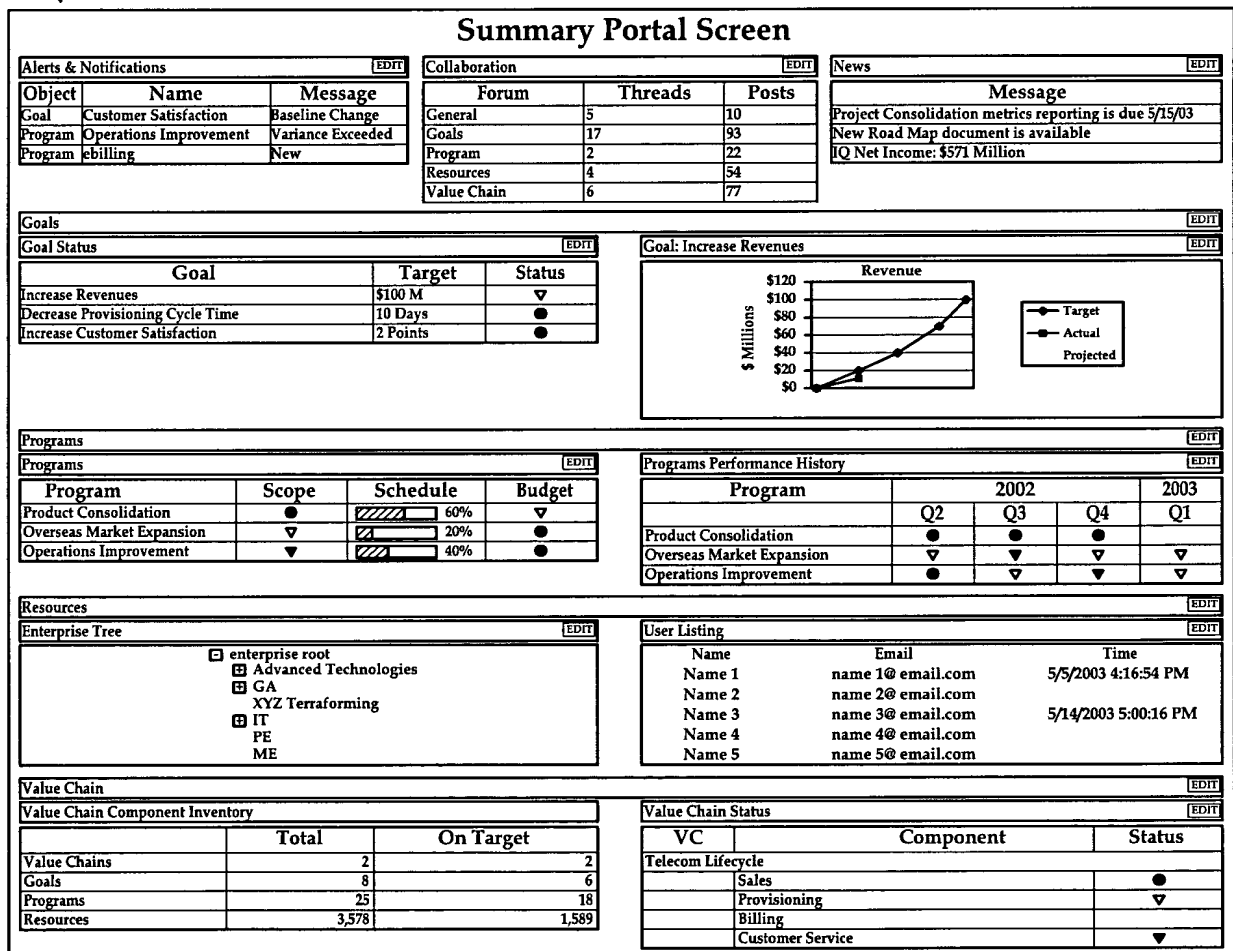 Summary Portal Screen
Alerts & Notifications EDIT
Object Name Message
Goal Customer Satisfaction Baseline Change
Program Operations Improvement Variance Exceeded
Program ebilling New
Collaboration EDIT
Forum Threads Posts
General 5 10
Goals 17 93
Program 2 22
Resources 4 54
Value Chain 6 77
News EDIT
Message
Project Consolidation metrics reporting is due 5/15/03
New Road Map document is available
IQ Net Income: $571 Million
Goals EDIT
Goal Status EDIT
Goal Target Status
Increase Revenues $100 M
Decrease Provisioning Cycle Time 10 Days
Increase Customer Satisfaction 2 Points
Goal: Increase Revenues EDIT
Revenue
$ Millions
$120
$100
$80
$60
$40
$20
$0
Target
Actual
Projected
Programs EDIT
Programs EDIT
Program Scope Schedule Budget
Product Consolidation 60%
Overseas Market Expansion 20%
Operations Improvement 40%
Programs Performance History EDIT
Program 2002 2003
Q2 Q3 Q4 Q1
Product Consolidation
Overseas Market Expansion
Operations Improvement
Resources EDIT
Enterprise Tree EDIT
enterprise root
Advanced Technologies
GA
XYZ Terraforming
IT
PE
ME
User Listing EDIT
Name Email Time
Name 1 name 1@ email.com 5/5/2003 4:16:54 PM
Name 2 name 2@ email.com
Name 3 name 3@ email.com 5/14/2003 5:00:16 PM
Name 4 name 4@ email.com
Name 5 name 5@ email.com
Value Chain EDIT
Value Chain Component Inventory
Total On Target
Value Chains 2 2
Goals 8 6
Programs 25 18
Resources 3,578 1,589
Value Chain Status EDIT
VC Component Status
Telecom Lifecycle
Sales
Provisioning
Billing
Customer Service